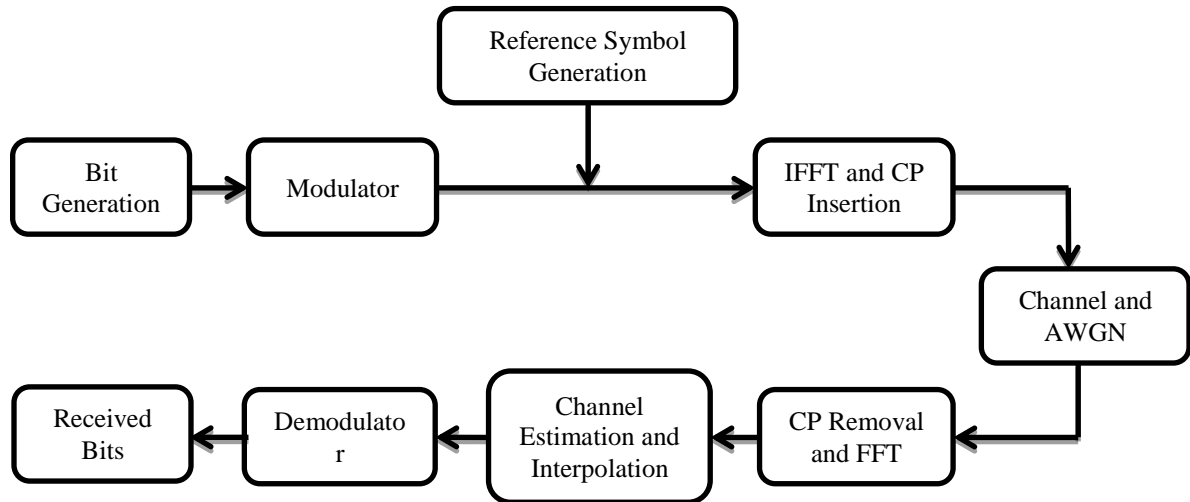 Reference Symbol
Generation
Bit
Generation
Modulator
IFFT and CP
Insertion
Channel and
AWGN
Received
Bits
Demodulato
r
Channel
Estimation and
Interpolation
CP Removal
and FFT